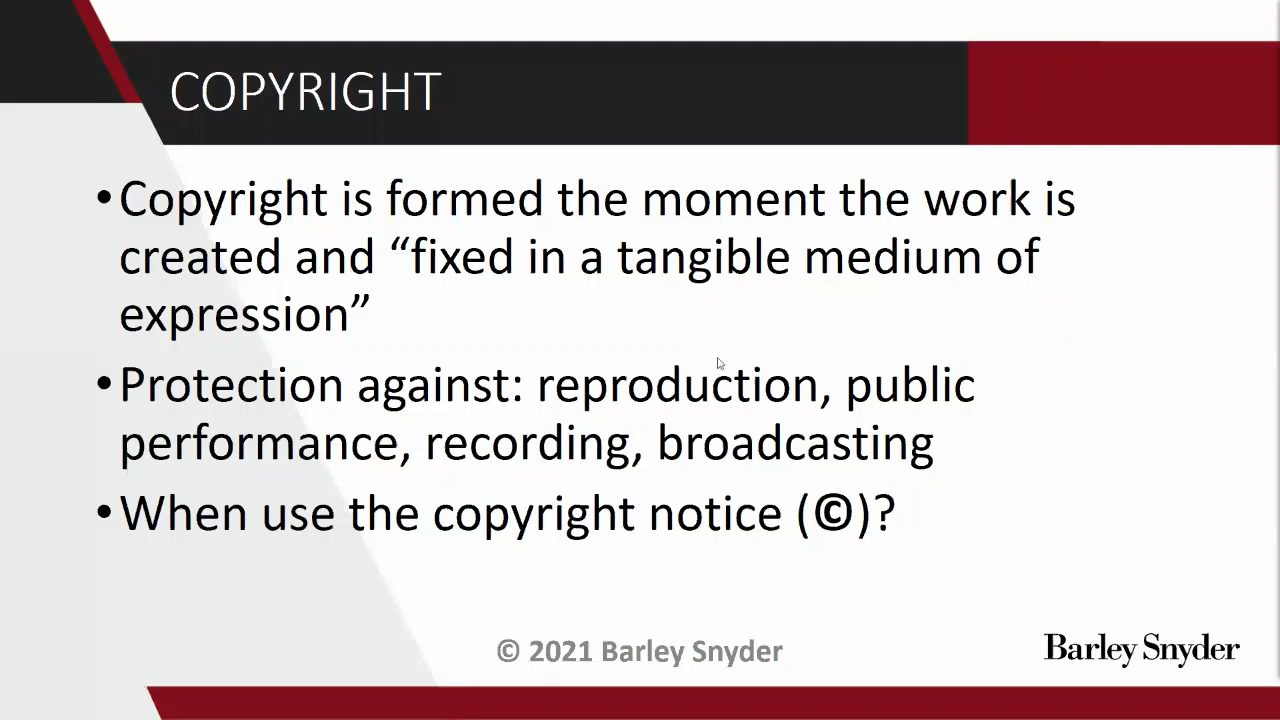 COPYRIGHT
•Copyright is formed the moment the work is
created and “fixed in a tangible medium of
expression”
•Protection against: reproduction, public
performance, recording, broadcasting
•When use the copyright notice (©)?
© 2021 Barley Snyder
Barley Snyder